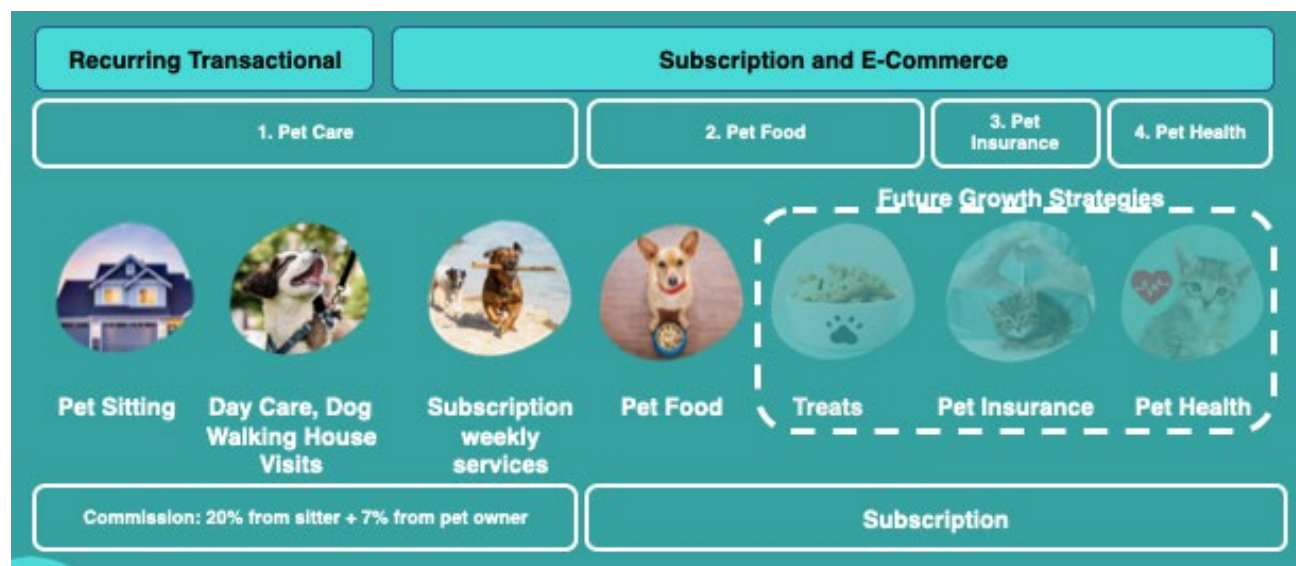 Recurring Transactional
Subscription and E-Commerce
1. Pet Care
2. Pet Food
3. Pet
Insurance
4. Pet Health
Future Growth Strategies
Pet Sitting
Day Care, Dog
Walking House
Visits
Subscription
weekly
services
Pet Food
Treats
Pet Insurance
Pet Health
Commission: 20% from sitter + 7% from pet owner
Subscription